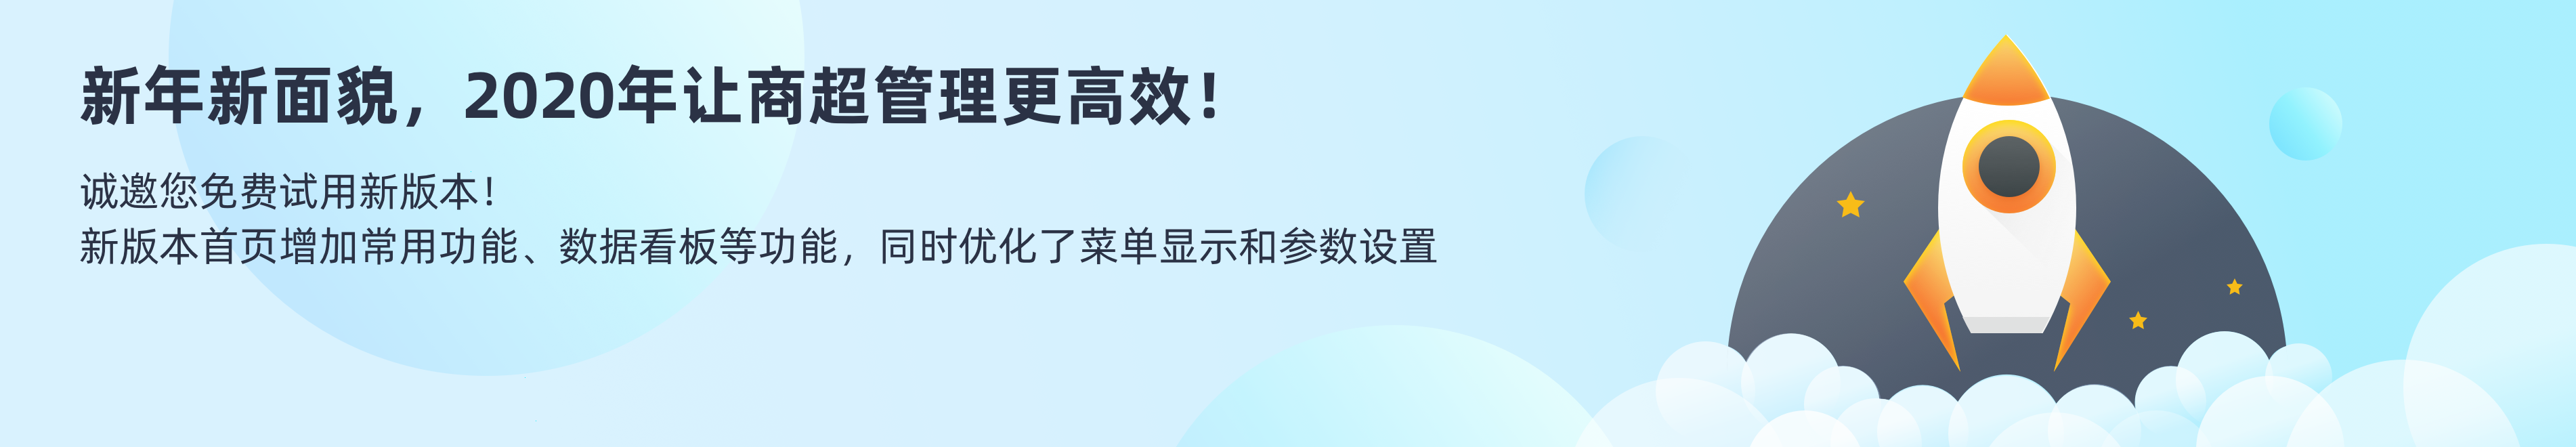 新年新面貌，2020年让商超管理更高效！
诚邀您免费试用新版本！
新版本首页增加常用功能、数据看板等功能，同时优化了菜单显示和参数设置